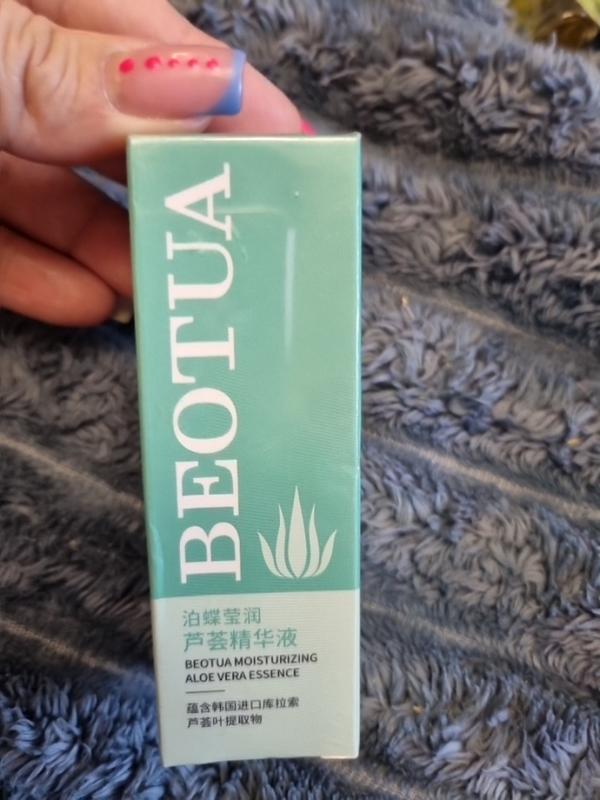 BEOTUA
泊蝶莹润
芦荟精华液
BEOTUA MOISTURIZING
ALOE VERA ESSENCE
蕴含韩国进口库拉索
芦荟叶提取物